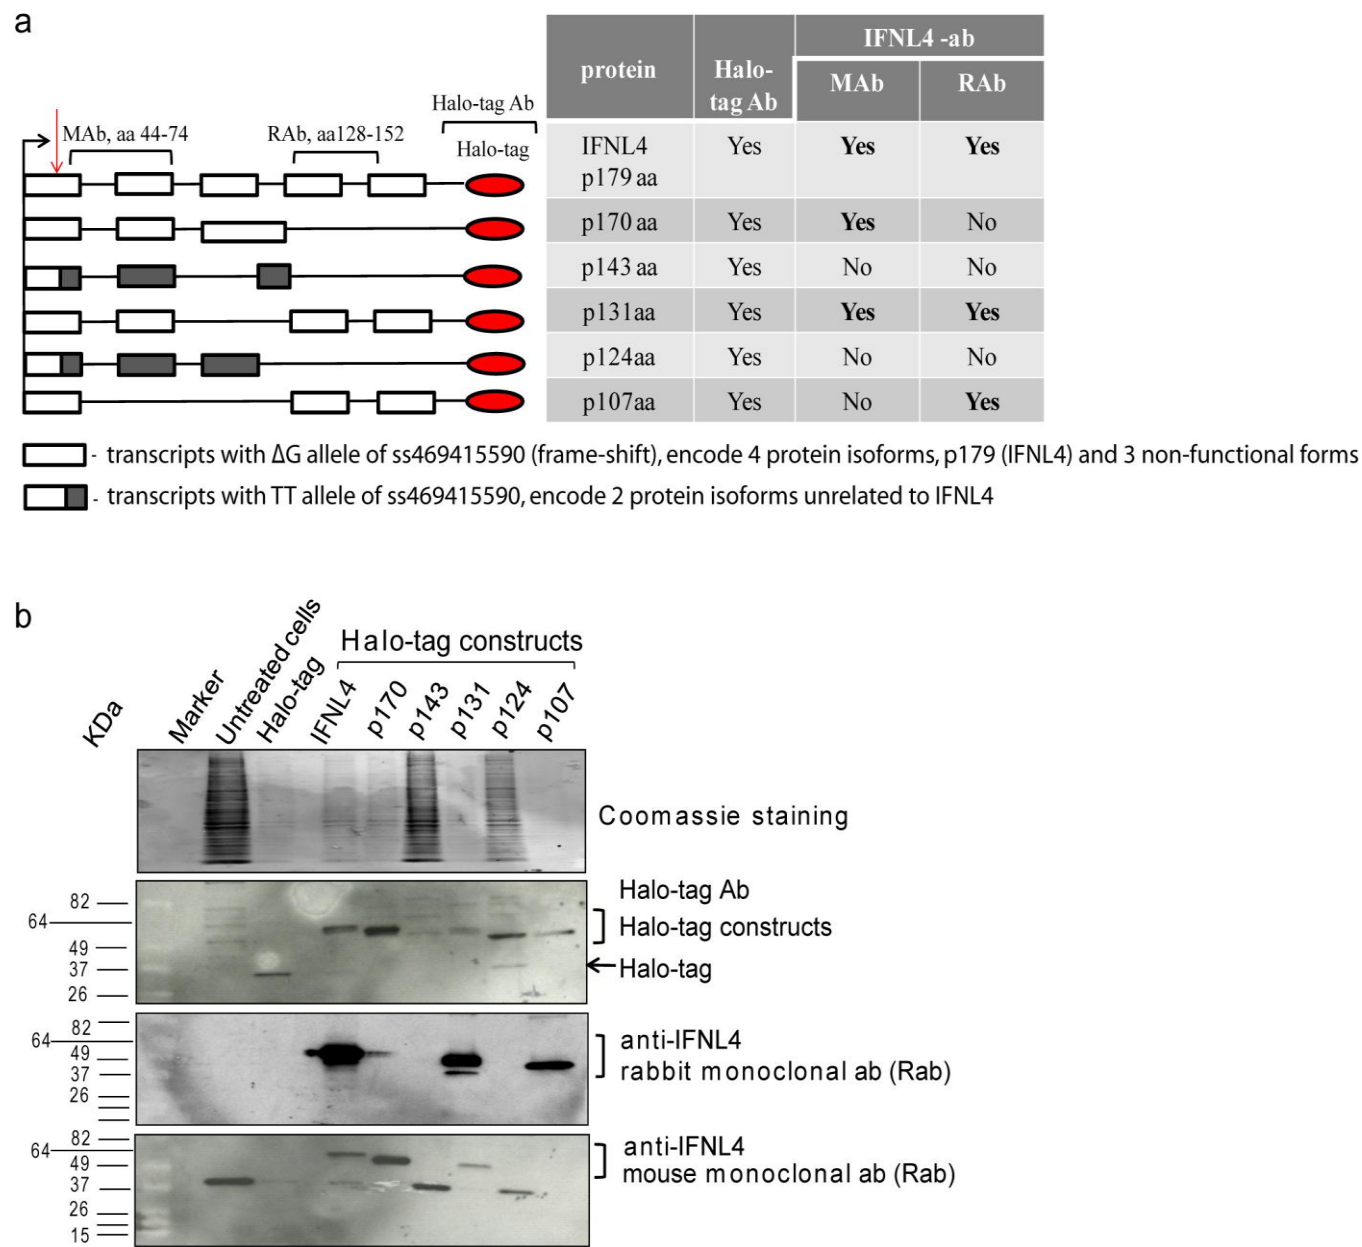 a
MAb, aa 44-74
RAb, aa128-152
Halo-tag Ab
Halo-tag
protein
Halo-
tag Ab
IFNL4 -ab
MAb
RAb
IFNL4
p179 aa
Yes
Yes
Yes
p170 aa
Yes
Yes
No
p143 aa
Yes
No
No
p131aa
Yes
Yes
Yes
p124aa
Yes
No
No
p107aa
Yes
No
Yes
- transcripts with ΔG allele of ss469415590 (frame-shift), encode 4 protein isoforms, p179 (IFNL4) and 3 non-functional forms
- transcripts with TT allele of ss469415590, encode 2 protein isoforms unrelated to IFNL4
b
KDa
Marker
Untreated cells
Halo-tag
Halo-tag constructs
IFNL4
p170
p143
p131
p124
p107
Coomassie staining
82
64
49
37
26
Halo-tag Ab
Halo-tag constructs
Halo-tag
82
64
49
37
26
anti-IFNL4
rabbit monoclonal ab (Rab)
82
64
49
37
26
15
anti-IFNL4
mouse monoclonal ab (Rab)